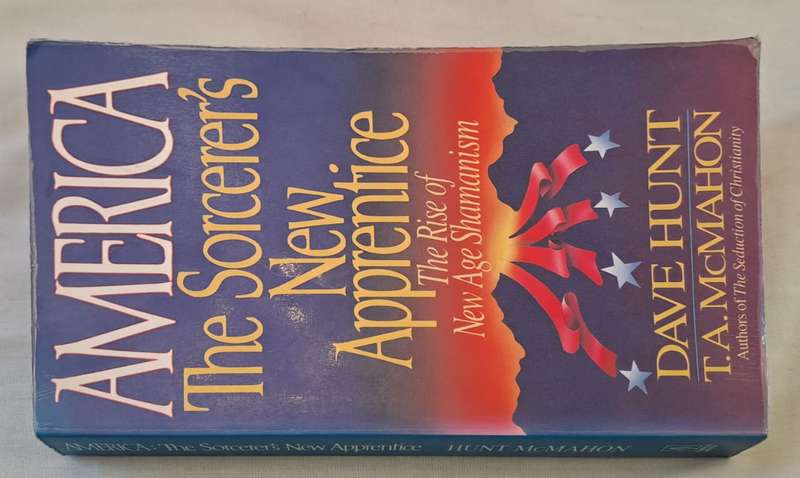 AMERICA
The Sorcerer's
New
Apprentice
The Rise of
New Age Shamanism
DAVE HUNT
T.A. McMAHON
Authors of The Seduction of Christianity
AMERICA: The Sorcerer's New Apprentice HUNT McMAHON